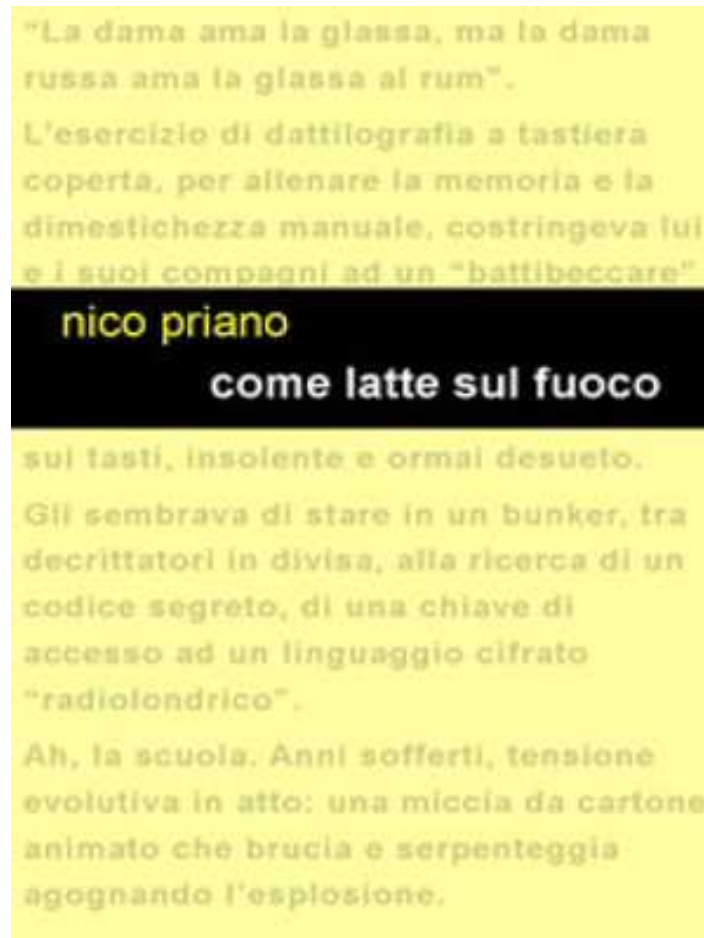 "La dama ama la glassa, ma la dama
russa ama la glassa al rum".
L'esercizio di dattilografia a tastiera
coperta, per allenare la memoria e la
dimestichezza manuale, costringeva lui
e i suoi compagni ad un "battibeccare"
nico priano
come latte sul fuoco
sui tasti, insolente e ormai desueto.
Gli sembrava di stare in un bunker, tra
decrittatori in divisa, alla ricerca di un
codice segreto, di una chiave di
accesso ad un linguaggio cifrato
"radiolondrico".
Ah, la scuola. Anni sofferti, tensione
evolutiva in atto: una miccia da cartone
animato che brucia e serpenteggia
agognando l'esplosione.